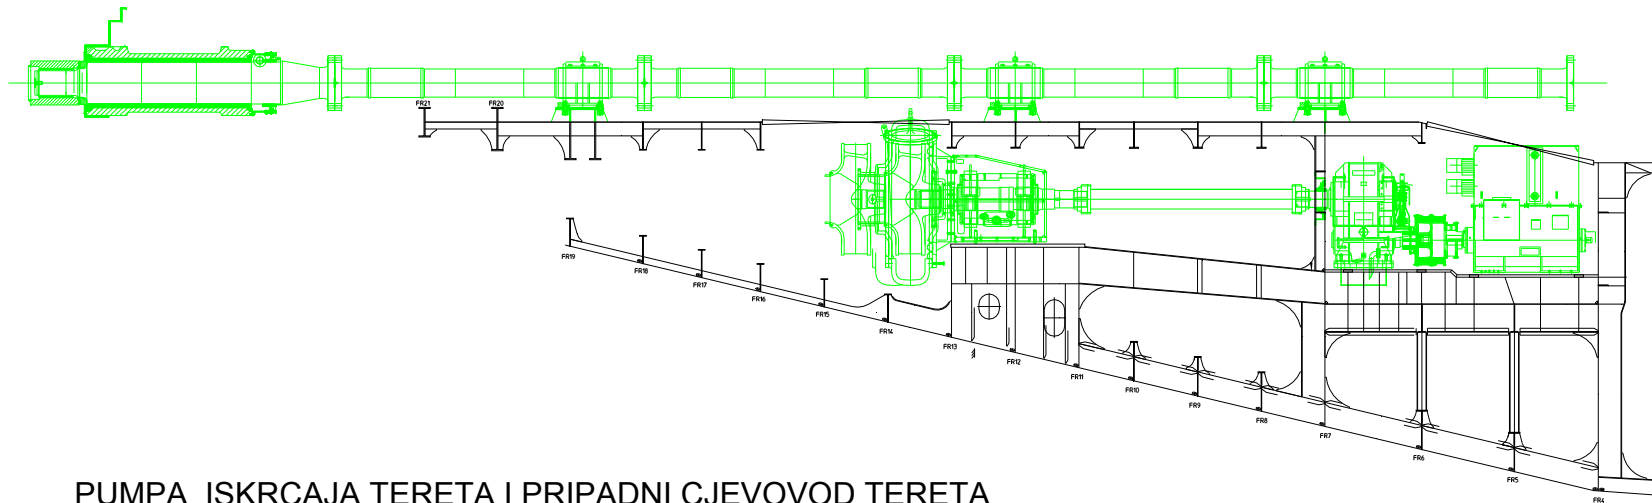 FR21
FR20
FR19
FR18
FR17
FR16
FR15
FR14
FR13
FR12
FR11
FR10
FR9
FR8
FR7
FR6
FR5
FR4
PUMPA ISKRCAJA TERETA I PRIPADNI CJEVOVOD TERETA